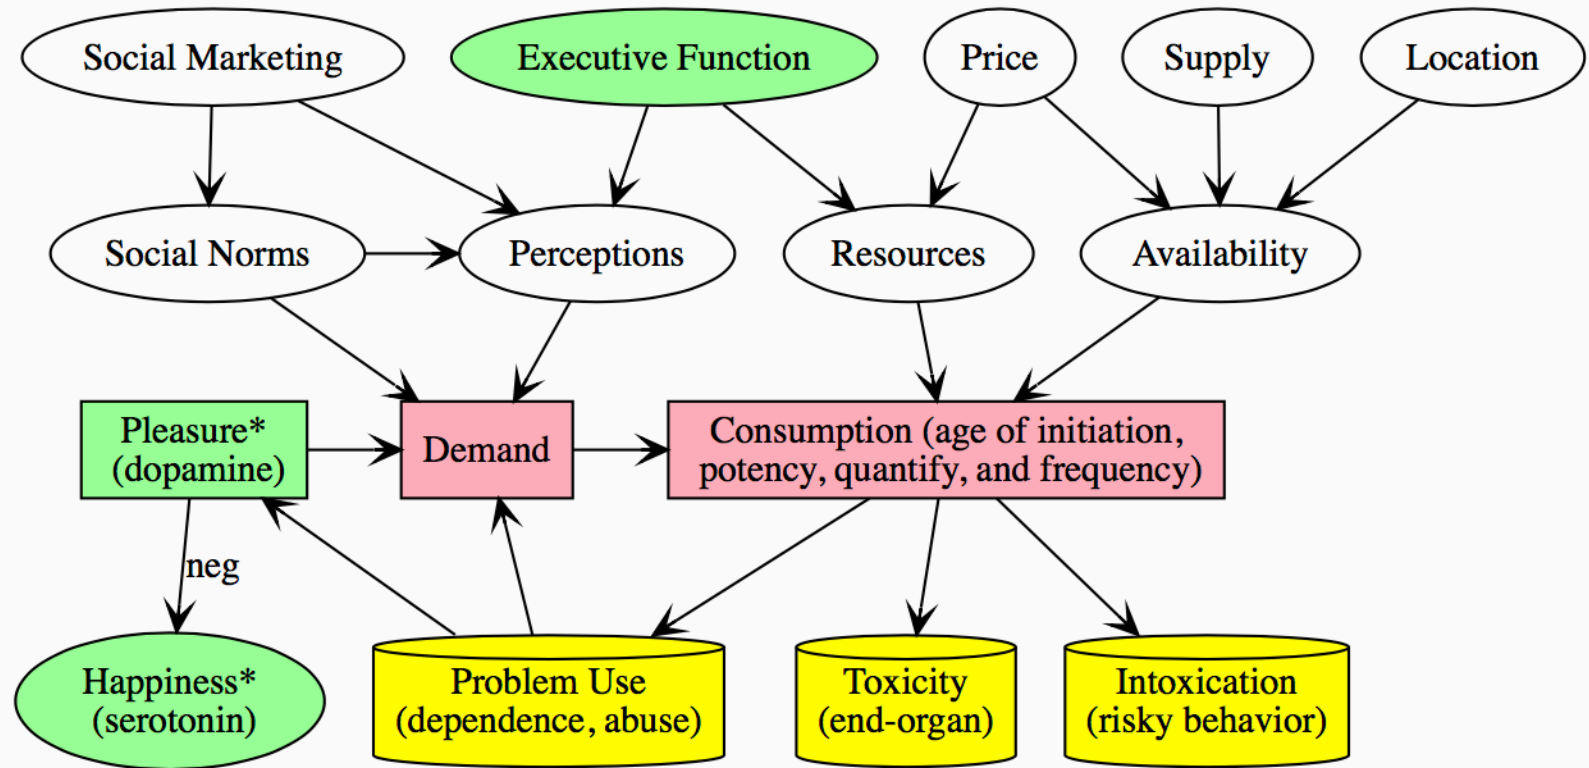 Social Marketing
Executive Function
Price
Supply
Location
Social Norms
Perceptions
Resources
Availability
Pleasure*
(dopamine)
Demand
Consumption (age of initiation,
potency, quantify, and frequency)
neg
Happiness*
(serotonin)
Problem Use
(dependence, abuse)
Toxicity
(end-organ)
Intoxication
(risky behavior)